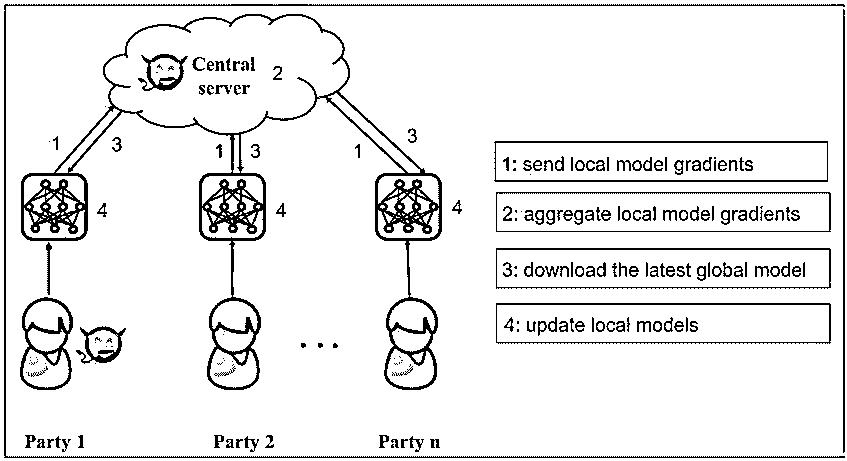 Central
server
2
1
3
1
3
1
3
4
4
4
1: send local model gradients
2: aggregate local model gradients
3: download the latest global model
4: update local models
. . .
Party 1
Party 2
Party n